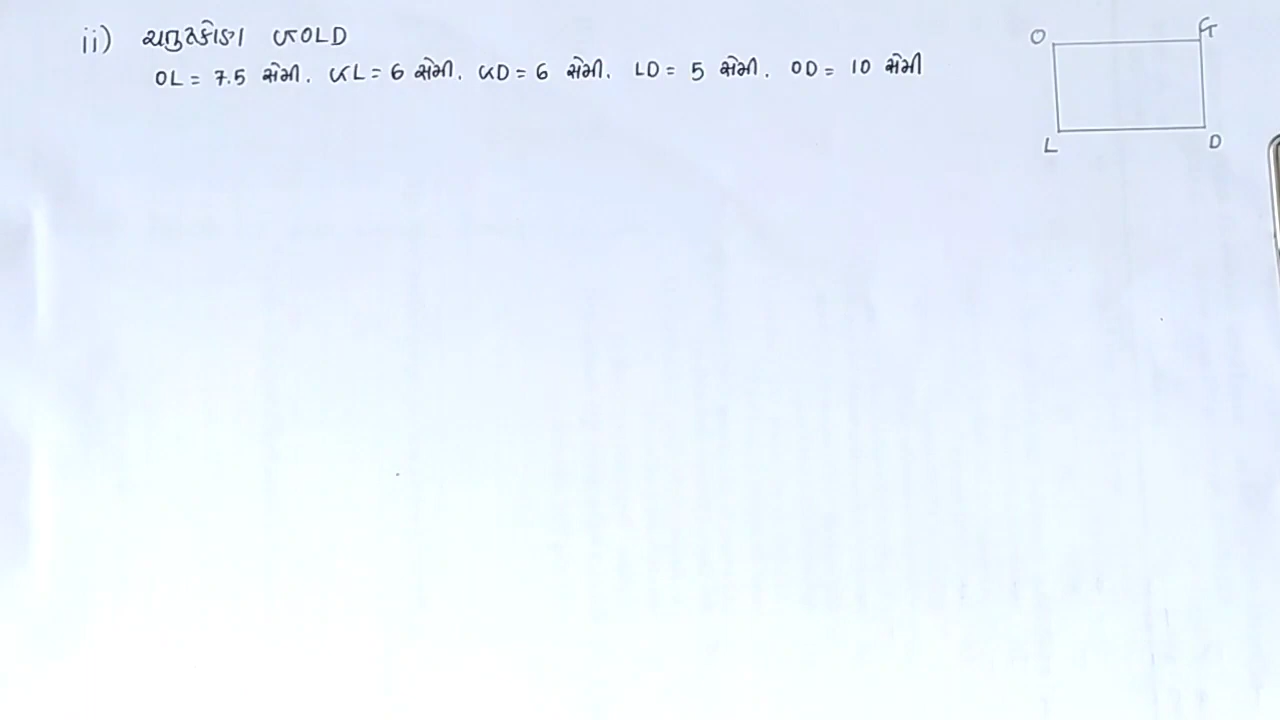 ii) ચતુષ્કોણ GOLD
OL = 7.5 સેમી. GL = 6 સેમી. GD = 6 સેમી. LD = 5 સેમી. OD = 10 સેમી
O G
L D